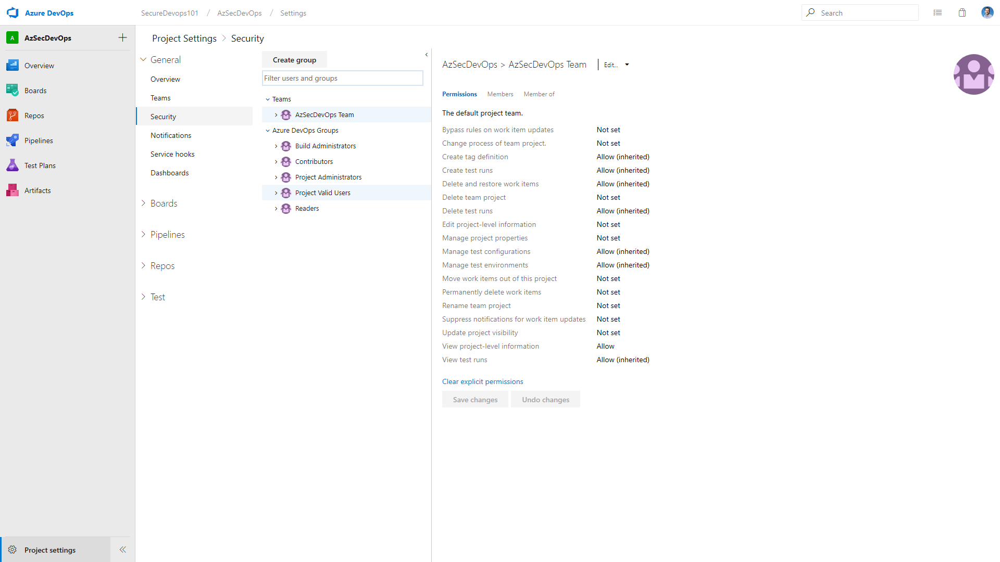 Azure DevOps
SecureDevops101 / AzSecDevOps / Settings
Search
A AzSecDevOps
Overview
Boards
Repos
Pipelines
Test Plans
Artifacts
Project settings
Project Settings > Security
General
Overview
Teams
Security
Notifications
Service hooks
Dashboards
Boards
Pipelines
Repos
Test
Create group
Filter users and groups
Teams
AzSecDevOps Team
Azure DevOps Groups
Build Administrators
Contributors
Project Administrators
Project Valid Users
Readers
AzSecDevOps > AzSecDevOps Team Edit...
Permissions Members Member of
The default project team.
Bypass rules on work item updates Not set
Change process of team project. Not set
Create tag definition Allow (inherited)
Create test runs Allow (inherited)
Delete and restore work items Allow (inherited)
Delete team project Not set
Delete test runs Allow (inherited)
Edit project-level information Not set
Manage project properties Not set
Manage test configurations Allow (inherited)
Manage test environments Allow (inherited)
Move work items out of this project Not set
Permanently delete work items Not set
Rename team project Not set
Suppress notifications for work item updates Not set
Update project visibility Not set
View project-level information Allow
View test runs Allow (inherited)
Clear explicit permissions
Save changes Undo changes